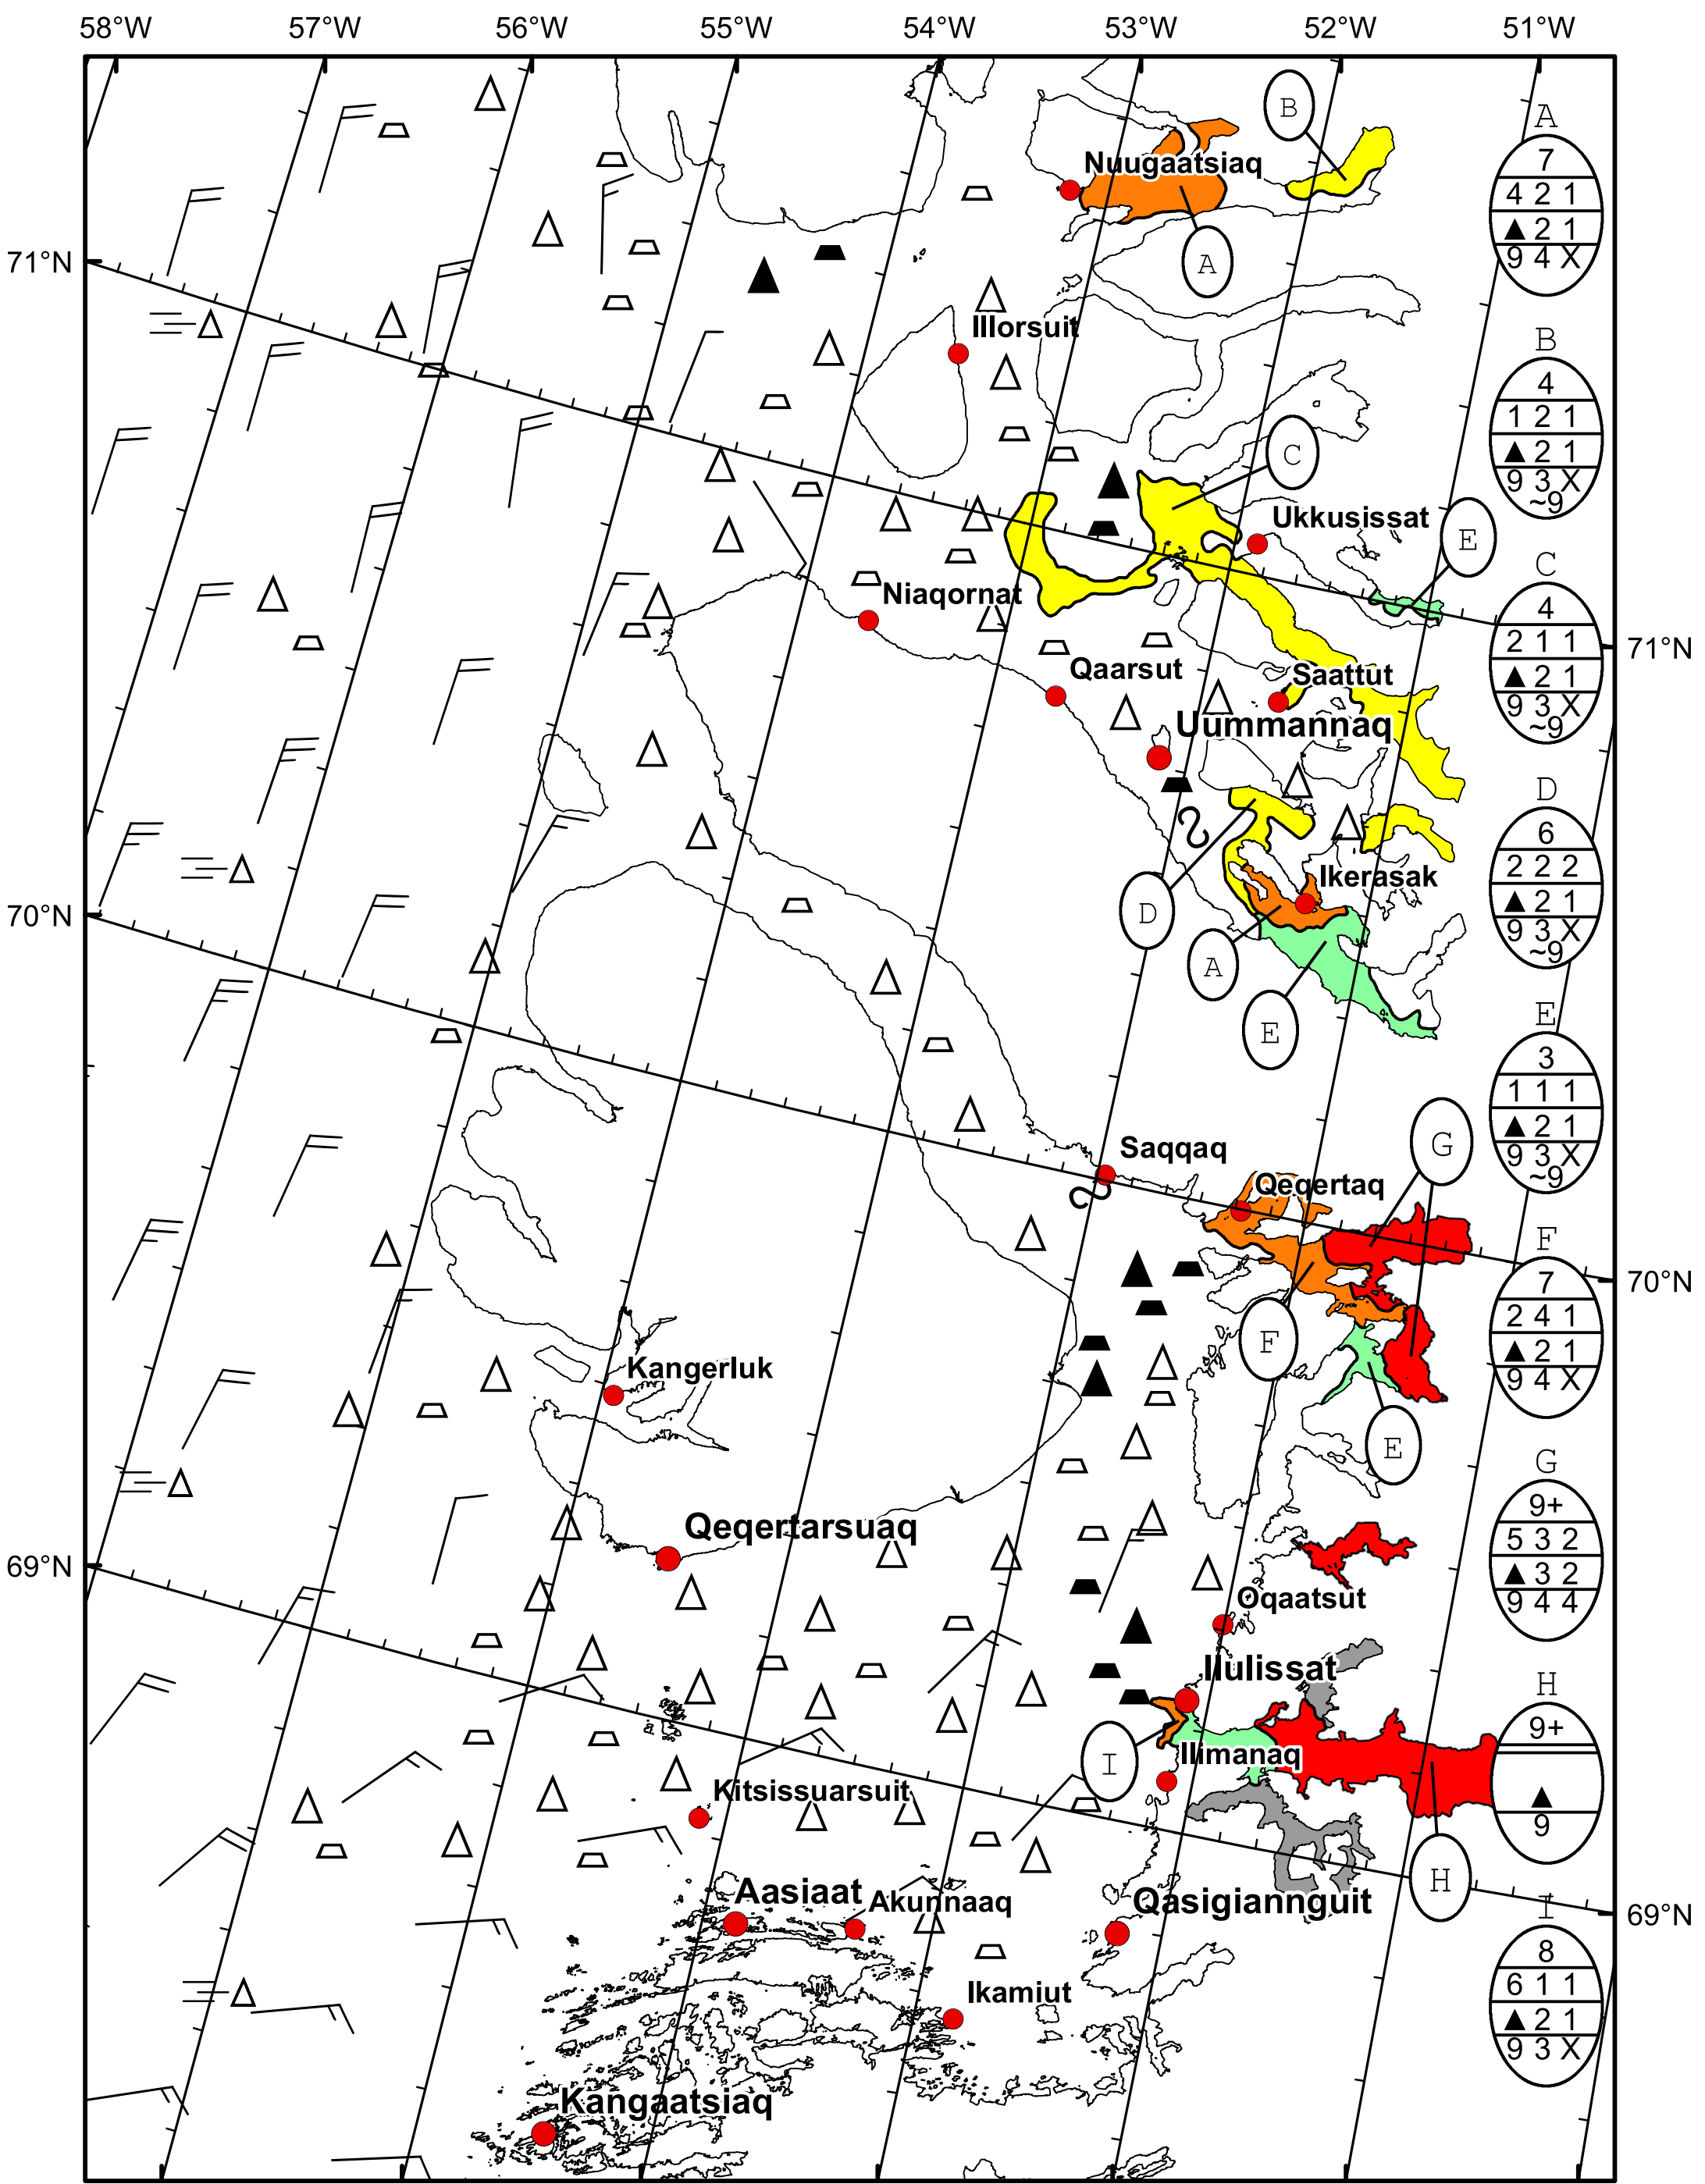 58°W 57°W 56°W 55°W 54°W 53°W 52°W 51°W
B
A
7
4 2 1
▲ 2 1
9 4 X
Nuugaatsiaq
A
71°N
Illorsuit
B
4
1 2 1
▲ 2 1
9 3 X
~9
C
Ukkusissat
E
C
4
2 1 1
▲ 2 1
9 3 X
~9
Niaqornat
71°N
Qaarsut
Saattut
Uummannaq
D
6
2 2 2
▲ 2 1
9 3 X
~9
Ikerasak
70°N
D
A
E
E
3
1 1 1
▲ 2 1
9 3 X
~9
G
Saqqaq
Qeqertaq
F
7
2 4 1
▲ 2 1
9 4 X
70°N
F
Kangerluk
E
G
9+
5 3 2
▲ 3 2
9 4 4
Qeqertarsuaq
69°N
Oqaatsut
Ilulissat
H
9+
▲
9
I
Ilimanaq
Kitsissuarsuit
H
Aasiaat
Akunnaaq
Qasigiannguit
69°N
I
8
6 1 1
▲ 2 1
9 3 X
Ikamiut
Kangaatsiaq